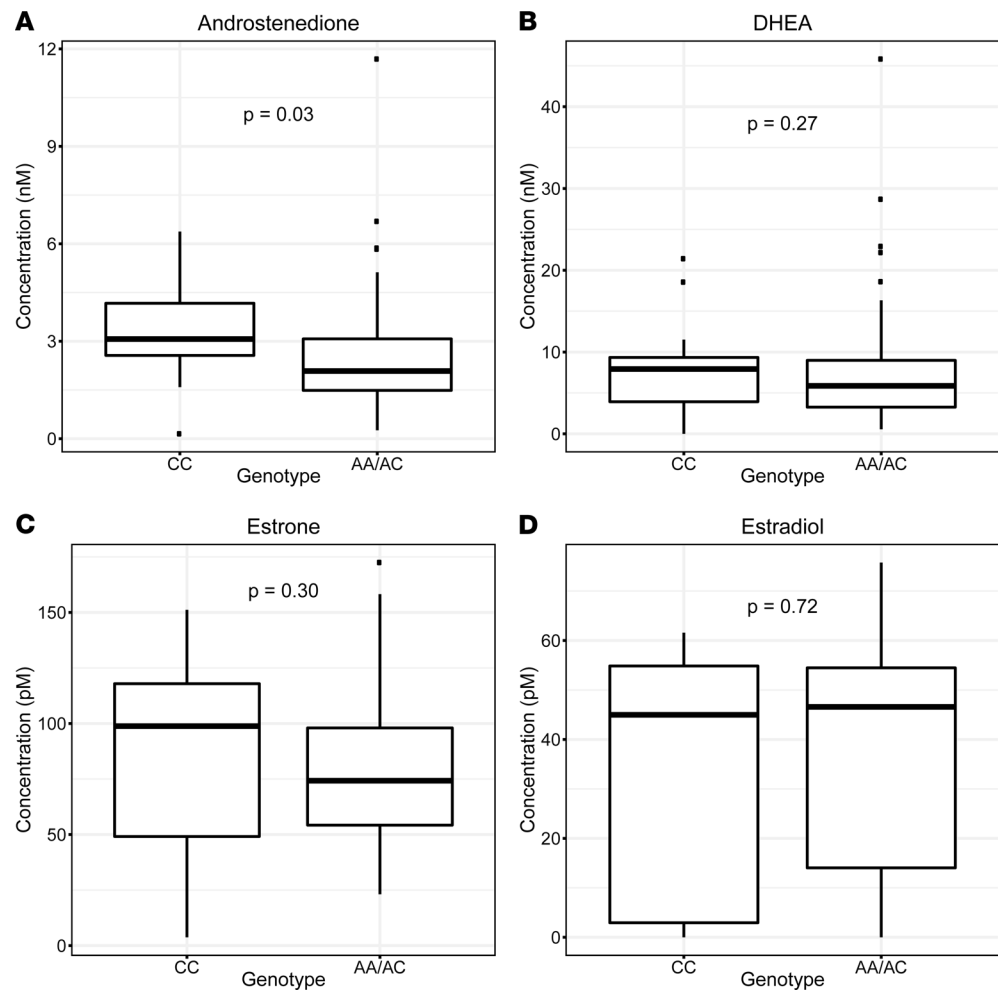 A
Androstenedione
12
9
6
3
0
Concentration (nM)
p = 0.03
CC
AA/AC
Genotype
B
DHEA
40
30
20
10
0
Concentration (nM)
p = 0.27
CC
AA/AC
Genotype
C
Estrone
150
100
50
0
Concentration (pM)
p = 0.30
CC
AA/AC
Genotype
D
Estradiol
60
40
20
0
Concentration (pM)
p = 0.72
CC
AA/AC
Genotype